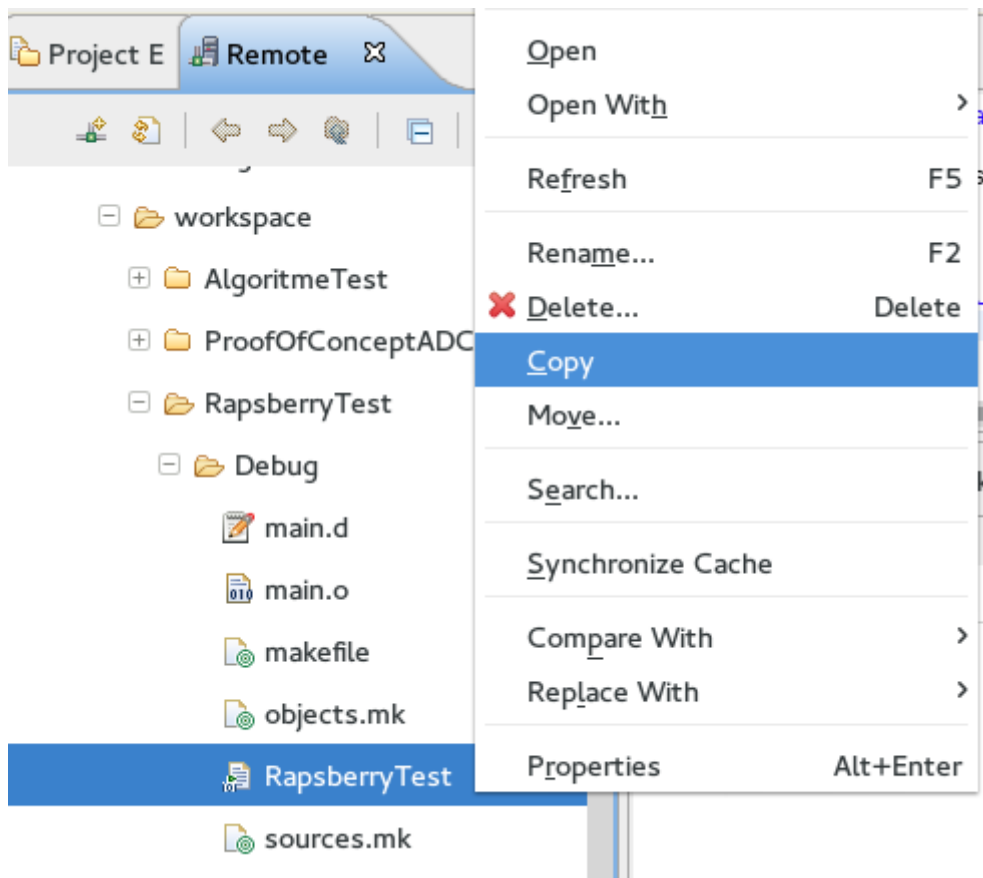 Project E
Remote
workspace
AlgoritmeTest
ProofOfConceptADC
RapsberryTest
Debug
main.d
main.o
makefile
objects.mk
RapsberryTest
sources.mk
Open
Open With
Refresh F5
Rename... F2
Delete... Delete
Copy
Move...
Search...
Synchronize Cache
Compare With
Replace With
Properties Alt+Enter